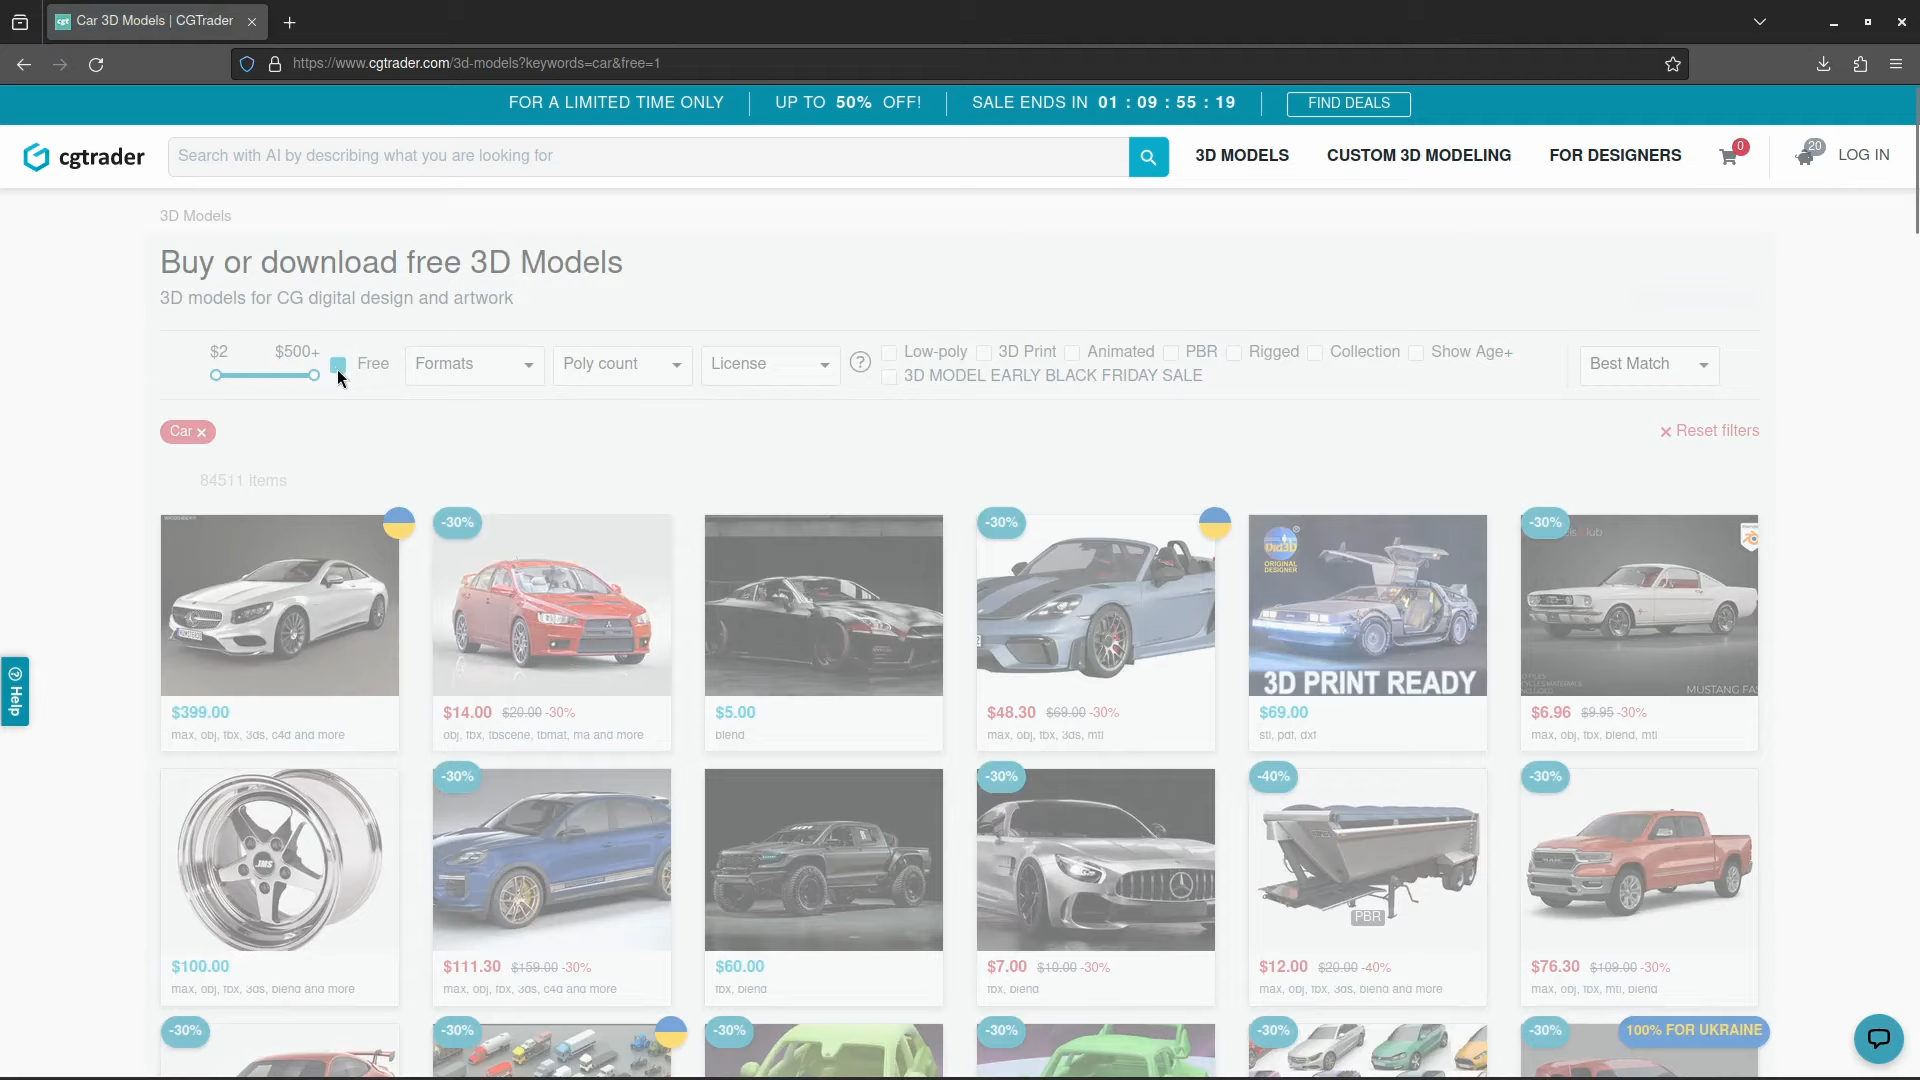 Car 3D Models | CGTrader
https://www.cgtrader.com/3d-models?keywords=car&free=1
FOR A LIMITED TIME ONLY
UP TO 50% OFF!
SALE ENDS IN 01 : 09 : 55 : 19
FIND DEALS
cgtrader
Search with AI by describing what you are looking for
3D MODELS
CUSTOM 3D MODELING
FOR DESIGNERS
0
20
LOG IN
3D Models
Buy or download free 3D Models
3D models for CG digital design and artwork
$2
$500+
Free
Formats
Poly count
License
Low-poly
3D Print
Animated
PBR
Rigged
Collection
Show Age+
3D MODEL EARLY BLACK FRIDAY SALE
Best Match
Car
Reset filters
84511 items
-30%
-30%
Did3D
ORIGINAL
DESIGNER
3D PRINT READY
-30%
MUSTANG FAS
$399.00
max, obj, fbx, 3ds, c4d and more
$14.00 $20.00 -30%
obj, fbx, tbscene, tbmat, ma and more
$5.00
blend
$48.30 $69.00 -30%
max, obj, fbx, 3ds, mtl
$69.00
stl, pdf, dxf
$6.96 $9.95 -30%
max, obj, fbx, blend, mtl
Help
JMS
-30%
-30%
-40%
PBR
-30%
$100.00
max, obj, fbx, 3ds, blend and more
$111.30 $159.00 -30%
max, obj, fbx, 3ds, c4d and more
$60.00
fbx, blend
$7.00 $10.00 -30%
fbx, blend
$12.00 $20.00 -40%
max, obj, fbx, 3ds, blend and more
$76.30 $109.00 -30%
max, obj, fbx, mtl, blend
-30%
-30%
-30%
-30%
-30%
-30%
100% FOR UKRAINE